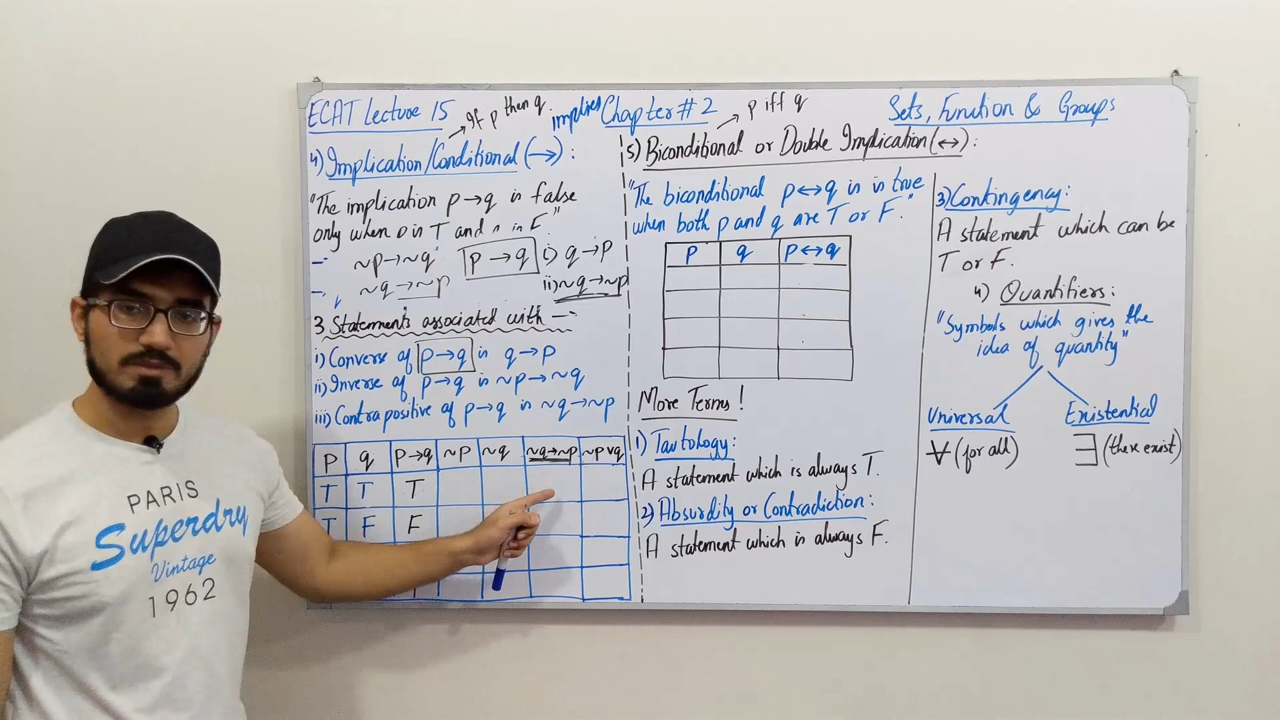 ECAT Lecture 15
If p then q.
implies
Chapter # 2
Sets, Function & Groups
4) Implication/Conditional (→):
"The implication p→q is false
only when p is T and q is F."
~p→~q
p→q
i) q→p
~q→~p
ii) ~q→~p
3 Statements associated with →:
i) Converse of p→q is q→p
ii) Inverse of p→q is ~p→~q
iii) Contrapositive of p→q is ~q→~p
P q p→q ~p ~q ~q→~p ~p∨q
T T T
T F F
p iff q
5) Biconditional or Double Implication (↔):
"The biconditional p↔q is is true
when both p and q are T or F."
p q p↔q
More Terms!
1) Tautology:
A statement which is always T.
2) Absurdity or Contradiction:
A statement which is always F.
3) Contingency:
A statement which can be
T or F.
4) Quantifiers:
"Symbols which gives the
idea of quantity"
Universal Existential
∀ (for all) ∃ (there exist)
PARIS
Superdry
Vintage
1962